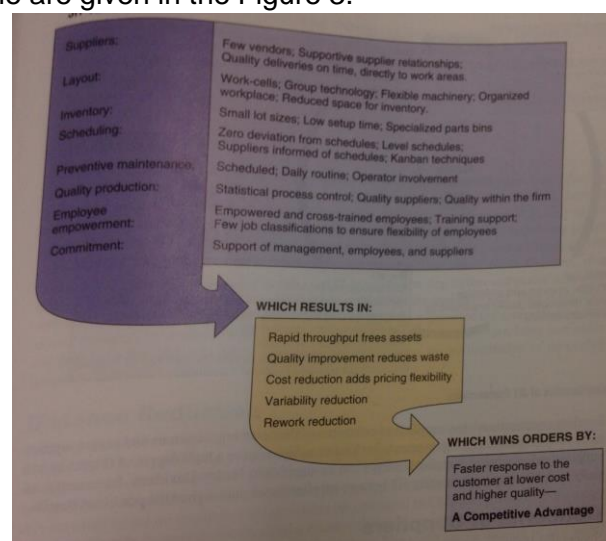 are given in the Figure
Suppliers:
Few vendors; Supportive supplier relationships;
Quality deliveries on time, directly to work areas.
Layout:
Work-cells; Group technology; Flexible machinery; Organized
workplace; Reduced space for inventory.
Inventory:
Small lot sizes; Low setup time; Specialized parts bins
Scheduling:
Zero deviation from schedules; Level schedules;
Suppliers informed of schedules; Kanban techniques
Preventive maintenance:
Scheduled; Daily routine; Operator involvement
Quality production:
Statistical process control; Quality suppliers; Quality within the firm
Employee
empowerment:
Empowered and cross-trained employees; Training support;
Few job classifications to ensure flexibility of employees
Commitment:
Support of management, employees, and suppliers
WHICH RESULTS IN:
Rapid throughput frees assets
Quality improvement reduces waste
Cost reduction adds pricing flexibility
Variability reduction
Rework reduction
WHICH WINS ORDERS BY:
Faster response to the
customer at lower cost
and higher quality—
A Competitive Advantage